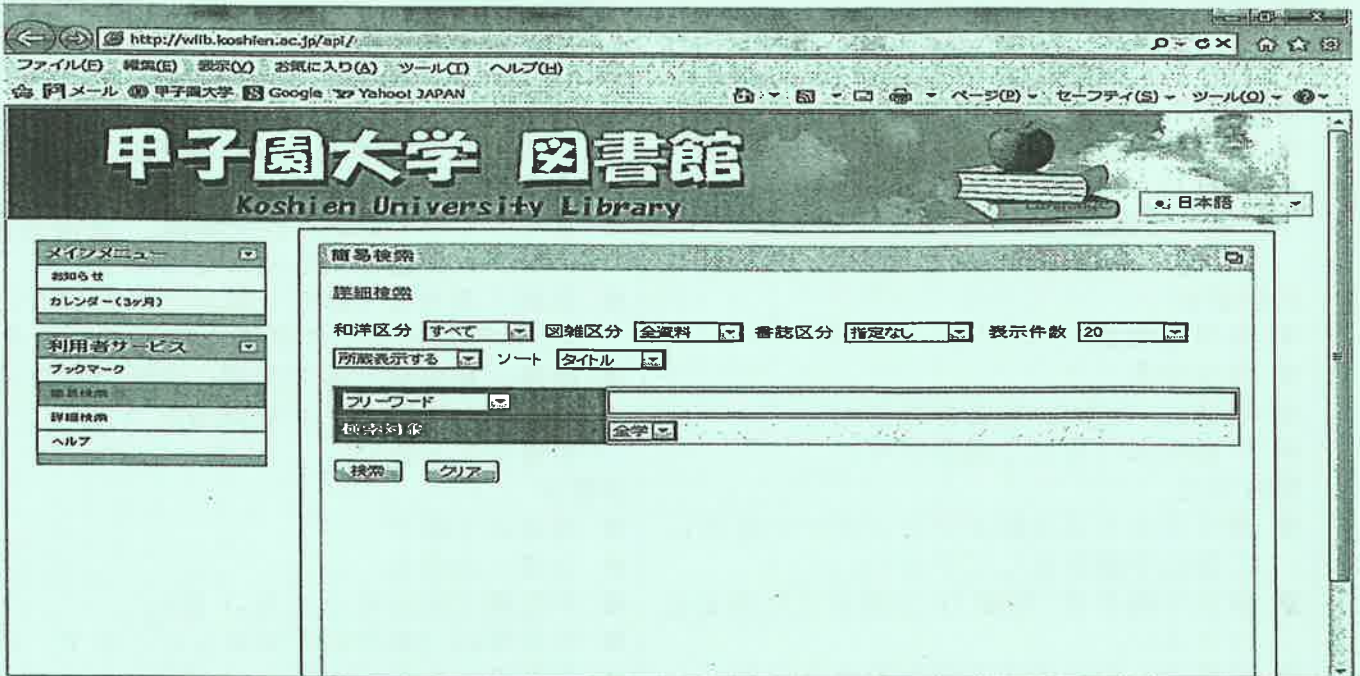 http://wlib.koshien.ac.jp/api/
ファイル(E) 編集(E) 表示(V) お気に入り(A) ツール(T) ヘルプ(H)
メール 甲子園大学 Google Yahoo! JAPAN ページ(P) セーフティ(S) ツール(O)
甲子園大学 図書館
Koshien University Library
日本語
メインメニュー
お知らせ
カレンダー(3ヶ月)
利用者サービス
ブックマーク
簡易検索
詳細検索
ヘルプ
簡易検索
詳細検索
和洋区分 すべて 図雑区分 全資料 書誌区分 指定なし 表示件数 20
所蔵表示する ソート タイトル
フリーワード
検索対象 全学
検索 クリア